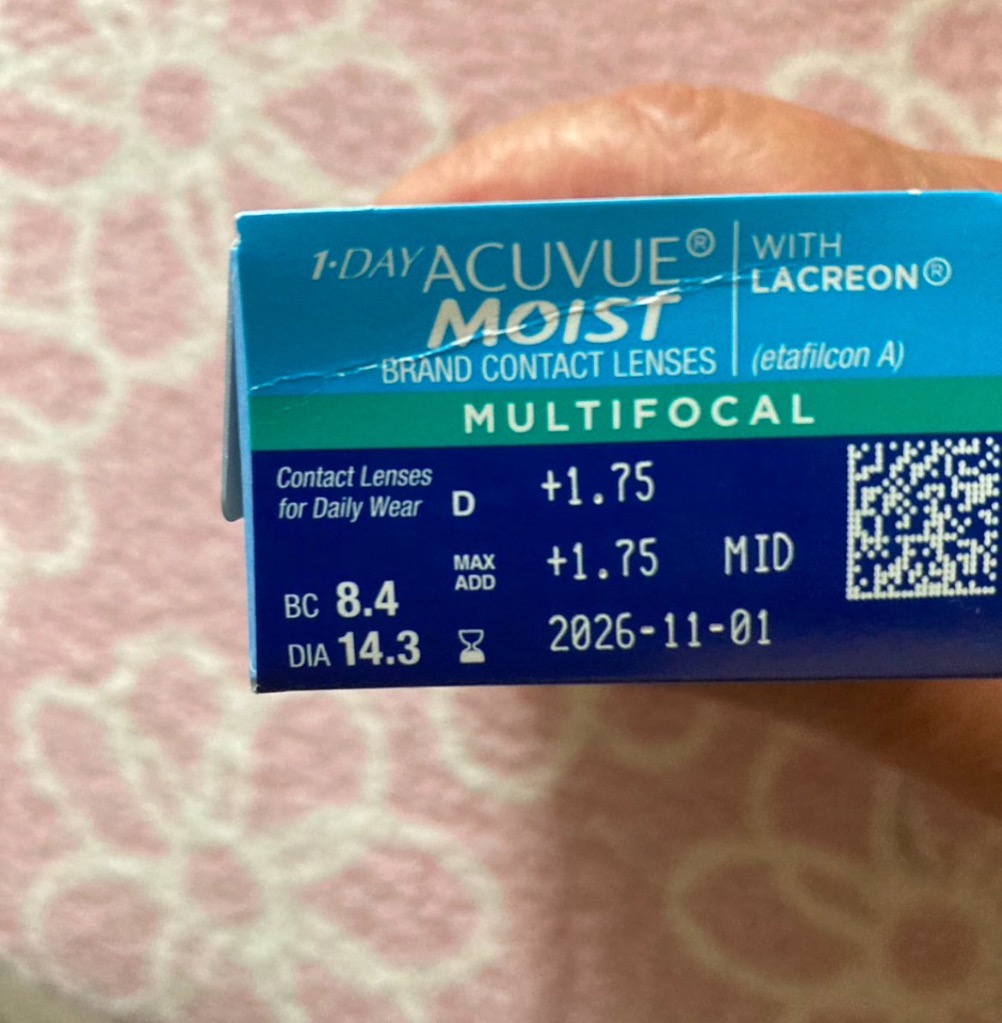 1·DAY ACUVUE® MOIST
BRAND CONTACT LENSES
WITH
LACREON®
(etafilcon A)
MULTIFOCAL
Contact Lenses
for Daily Wear
D +1.75
MAX ADD +1.75 MID
BC 8.4
DIA 14.3
2026-11-01